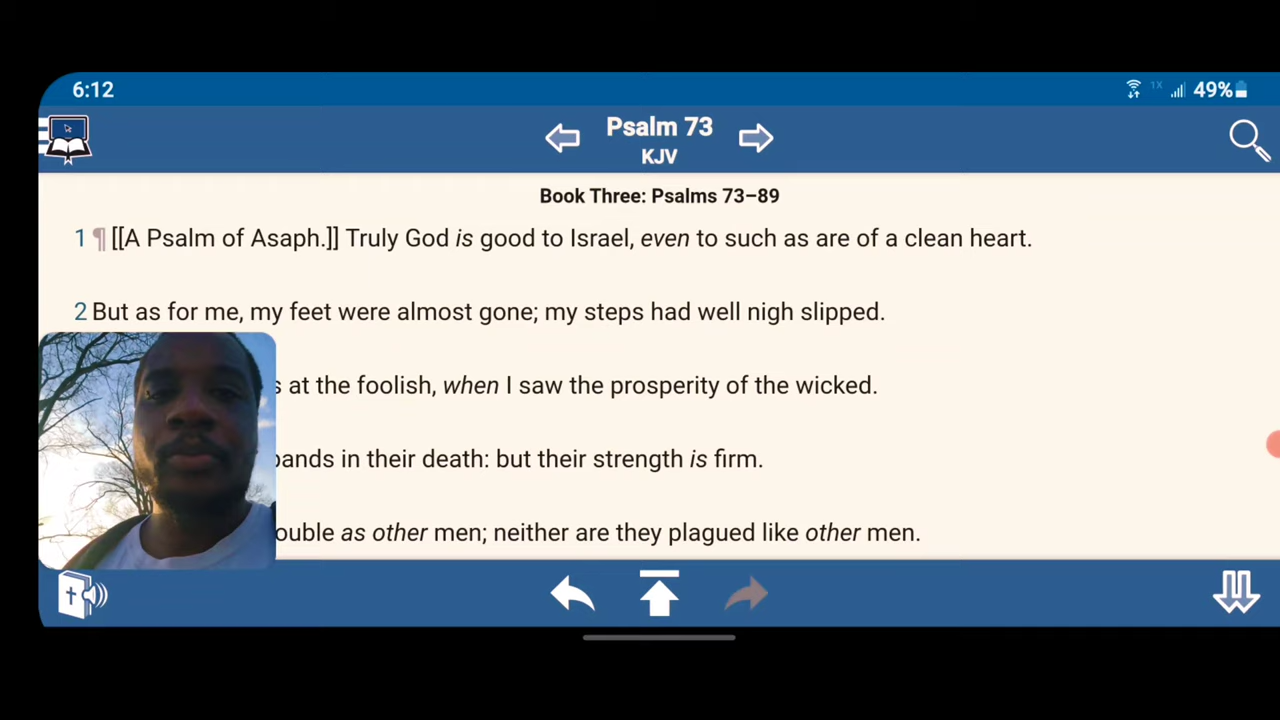 6:12
1X
49%
Psalm 73
KJV
Book Three: Psalms 73–89
1 ¶ [[A Psalm of Asaph.]] Truly God is good to Israel, even to such as are of a clean heart.
2 But as for me, my feet were almost gone; my steps had well nigh slipped.
at the foolish, when I saw the prosperity of the wicked.
in their death: but their strength is firm.
as other men; neither are they plagued like other men.